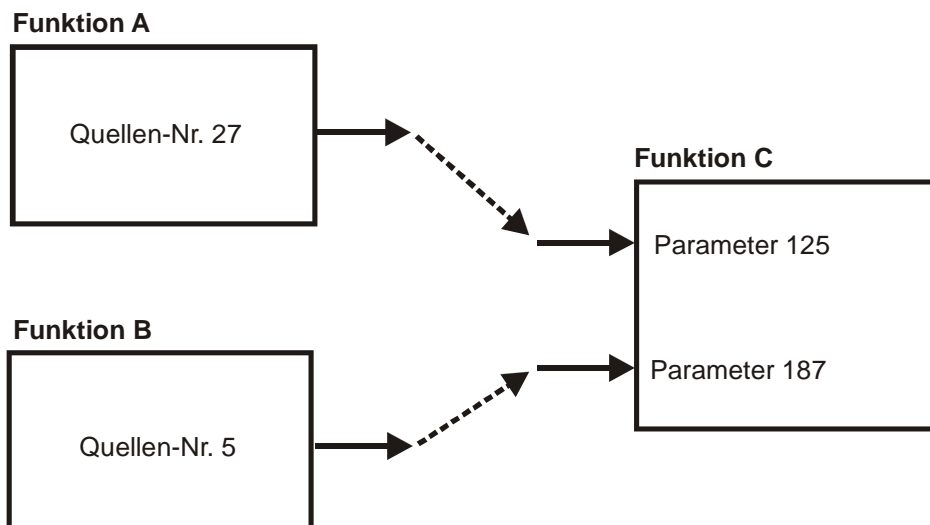 Funktion A
Quellen-Nr. 27
Funktion C
Parameter 125
Funktion B
Parameter 187
Quellen-Nr. 5